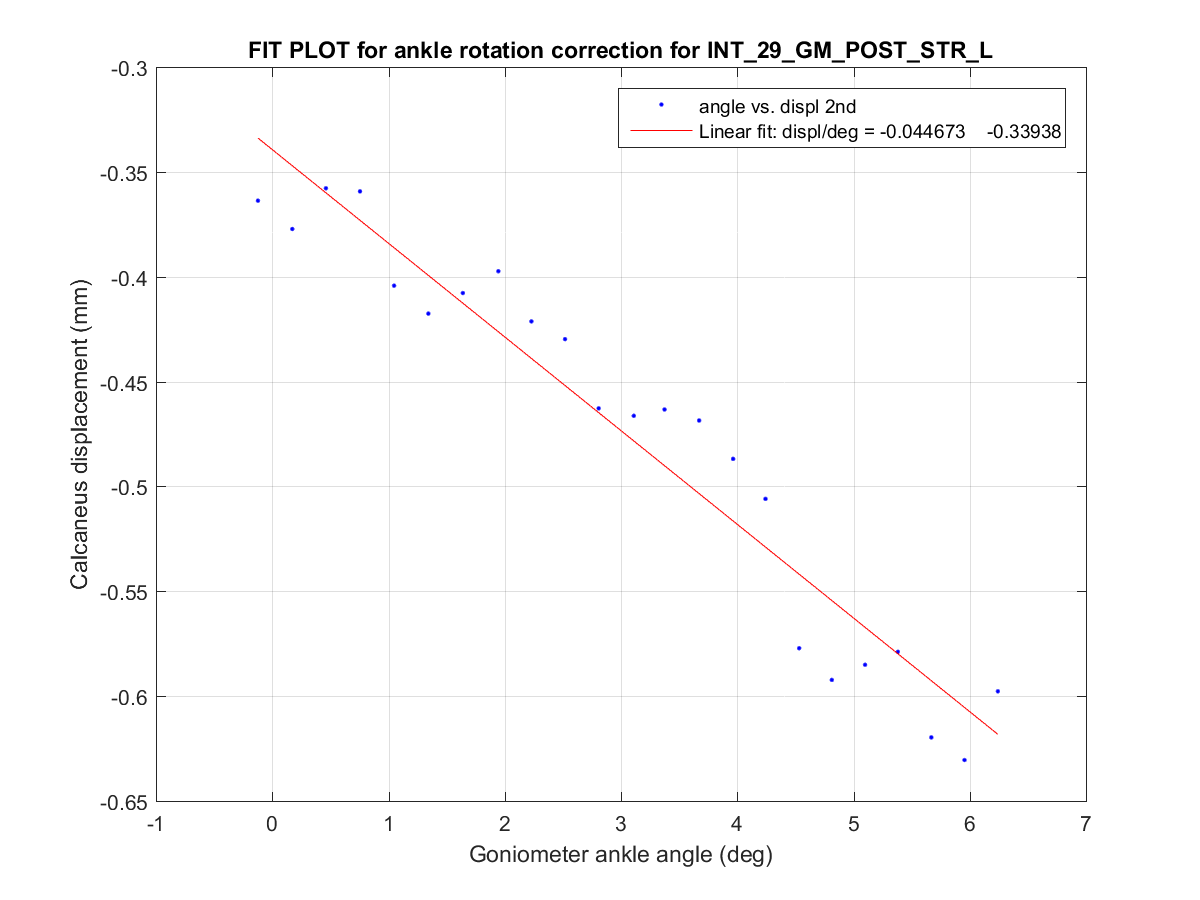 FIT PLOT for ankle rotation correction for INT_29_GM_POST_STR_L
angle vs. displ 2nd
Linear fit: displ/deg = -0.044673 -0.33938
-0.3
-0.35
-0.4
-0.45
-0.5
-0.55
-0.6
-0.65
Calcaneus displacement (mm)
-1 0 1 2 3 4 5 6 7
Goniometer ankle angle (deg)